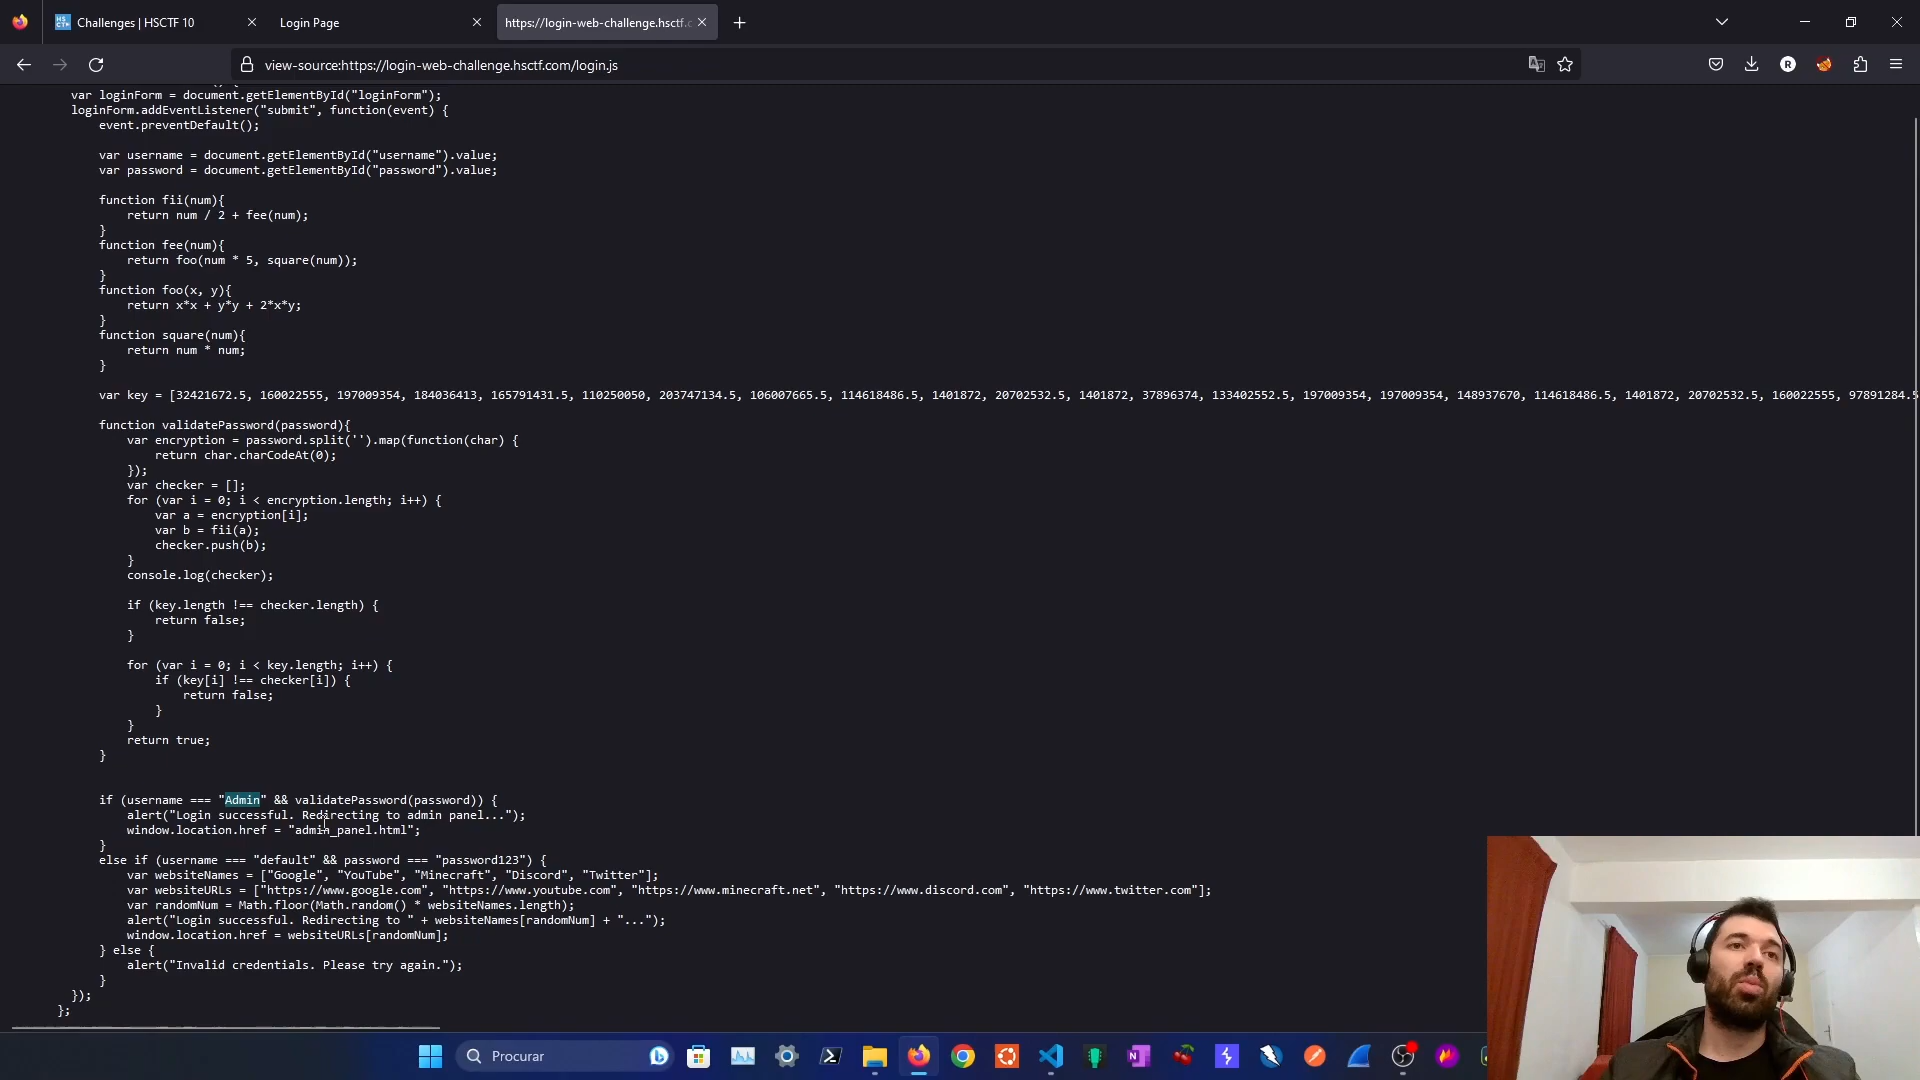 Challenges | HSCTF 10
Login Page
https://login-web-challenge.hsctf.c
view-source:https://login-web-challenge.hsctf.com/login.js
var loginForm = document.getElementById("loginForm");
loginForm.addEventListener("submit", function(event) {
event.preventDefault();
var username = document.getElementById("username").value;
var password = document.getElementById("password").value;
function fii(num){
return num / 2 + fee(num);
}
function fee(num){
return foo(num * 5, square(num));
}
function foo(x, y){
return x*x + y*y + 2*x*y;
}
function square(num){
return num * num;
}
var key = [32421672.5, 160022555, 197009354, 184036413, 165791431.5, 110250050, 203747134.5, 106007665.5, 114618486.5, 1401872, 20702532.5, 1401872, 37896374, 133402552.5, 197009354, 197009354, 148937670, 114618486.5, 1401872, 20702532.5, 160022555, 97891284.5
function validatePassword(password){
var encryption = password.split('').map(function(char) {
return char.charCodeAt(0);
});
var checker = [];
for (var i = 0; i < encryption.length; i++) {
var a = encryption[i];
var b = fii(a);
checker.push(b);
}
console.log(checker);
if (key.length !== checker.length) {
return false;
}
for (var i = 0; i < key.length; i++) {
if (key[i] !== checker[i]) {
return false;
}
}
return true;
}
if (username === "Admin" && validatePassword(password)) {
alert("Login successful. Redirecting to admin panel...");
window.location.href = "admin_panel.html";
}
else if (username === "default" && password === "password123") {
var websiteNames = ["Google", "YouTube", "Minecraft", "Discord", "Twitter"];
var websiteURLs = ["https://www.google.com", "https://www.youtube.com", "https://www.minecraft.net", "https://www.discord.com", "https://www.twitter.com"];
var randomNum = Math.floor(Math.random() * websiteNames.length);
alert("Login successful. Redirecting to " + websiteNames[randomNum] + "...");
window.location.href = websiteURLs[randomNum];
} else {
alert("Invalid credentials. Please try again.");
}
});
};
Procurar